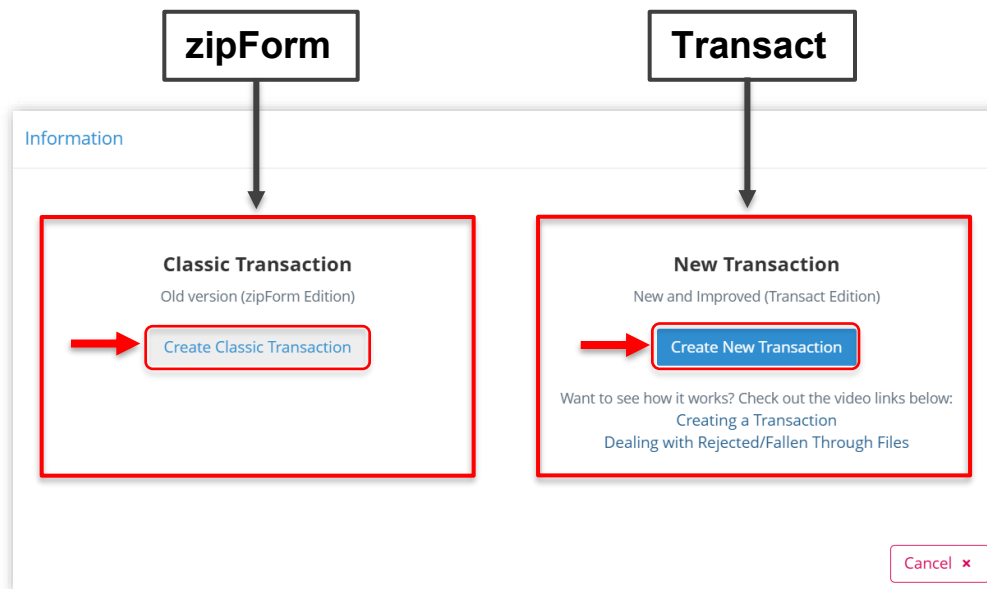 zipForm
Transact
Information
Classic Transaction
Old version (zipForm Edition)
Create Classic Transaction
New Transaction
New and Improved (Transact Edition)
Create New Transaction
Want to see how it works? Check out the video links below:
Creating a Transaction
Dealing with Rejected/Fallen Through Files
Cancel ×